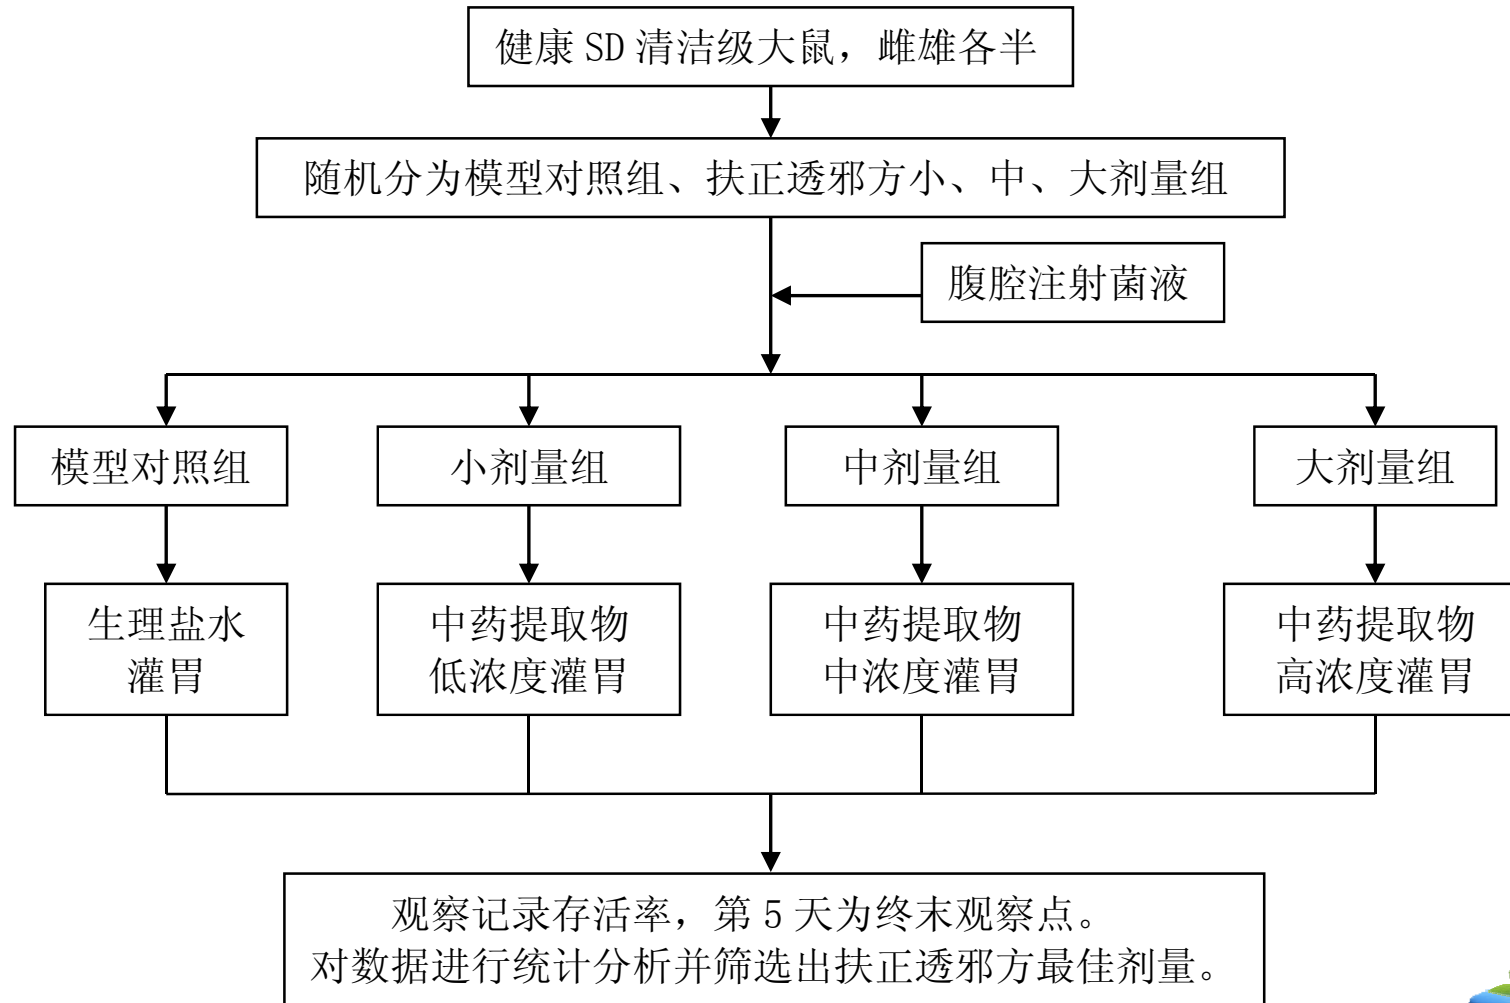 健康 SD 清洁级大鼠，雌雄各半
随机分为模型对照组、扶正透邪方小、中、大剂量组
腹腔注射菌液
模型对照组
小剂量组
中剂量组
大剂量组
生理盐水
灌胃
中药提取物
低浓度灌胃
中药提取物
中浓度灌胃
中药提取物
高浓度灌胃
观察记录存活率，第 5 天为终末观察点。
对数据进行统计分析并筛选出扶正透邪方最佳剂量。